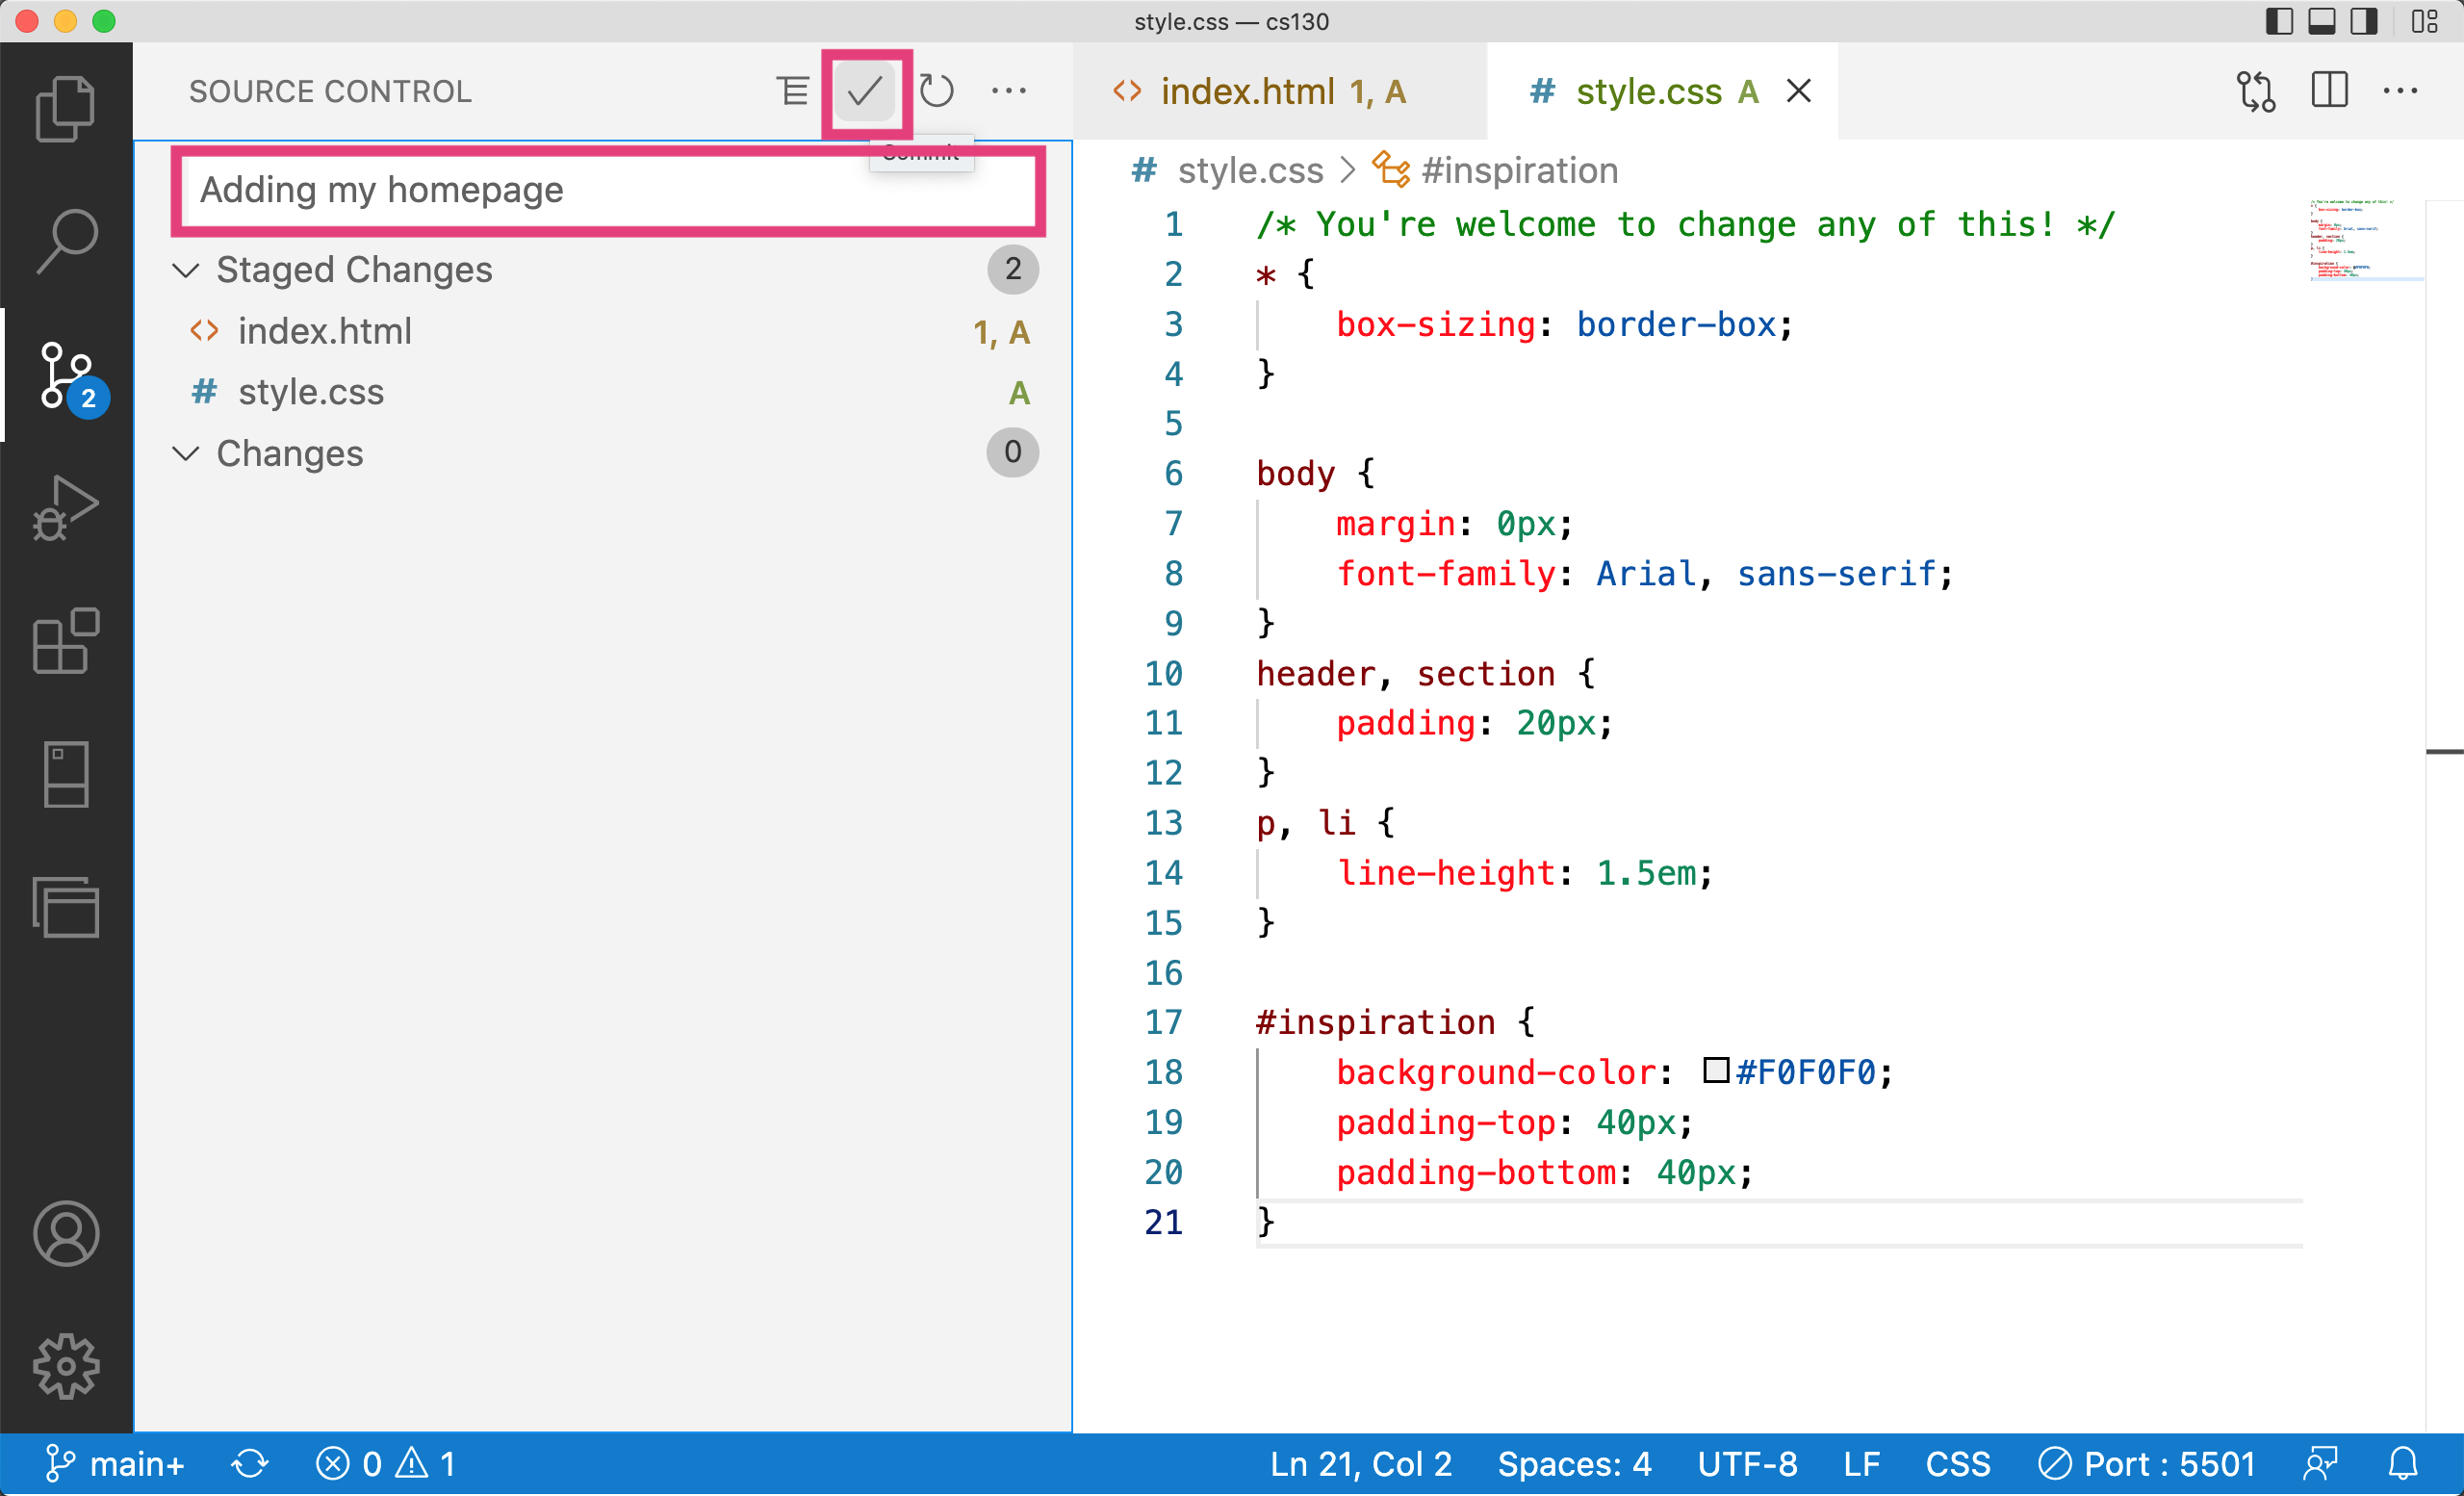 style.css — cs130
SOURCE CONTROL
Commit
Adding my homepage
Staged Changes 2
index.html 1, A
style.css A
Changes 0
2
index.html 1, A
style.css A
style.css > #inspiration
1 /* You're welcome to change any of this! */
2 * {
3 box-sizing: border-box;
4 }
5
6 body {
7 margin: 0px;
8 font-family: Arial, sans-serif;
9 }
10 header, section {
11 padding: 20px;
12 }
13 p, li {
14 line-height: 1.5em;
15 }
16
17 #inspiration {
18 background-color: #F0F0F0;
19 padding-top: 40px;
20 padding-bottom: 40px;
21 }
main+ 0 1 Ln 21, Col 2 Spaces: 4 UTF-8 LF CSS Port : 5501